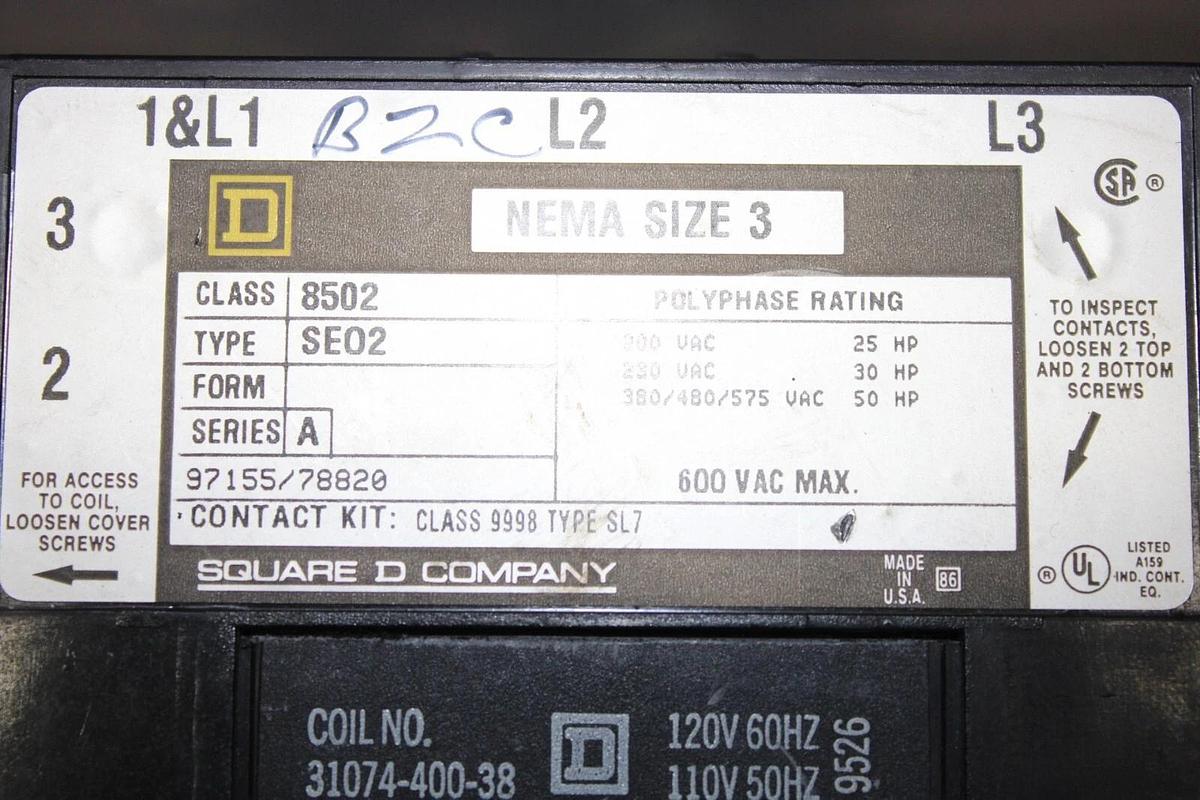 1&L1 BZC L2 L3
D
NEMA SIZE 3
SA ®
3
2
CLASS 8502
TYPE SEO2
FORM
SERIES A
97155/78820
POLYPHASE RATING
200 VAC 25 HP
230 VAC 30 HP
380/480/575 VAC 50 HP
600 VAC MAX.
CONTACT KIT: CLASS 9998 TYPE SL7
TO INSPECT
CONTACTS,
LOOSEN 2 TOP
AND 2 BOTTOM
SCREWS
FOR ACCESS
TO COIL,
LOOSEN COVER
SCREWS
SQUARE D COMPANY
MADE
IN
U.S.A.
86
® UL
LISTED
A159
IND. CONT.
EQ.
COIL NO.
31074-400-38
D
120V 60HZ
110V 50HZ
9526